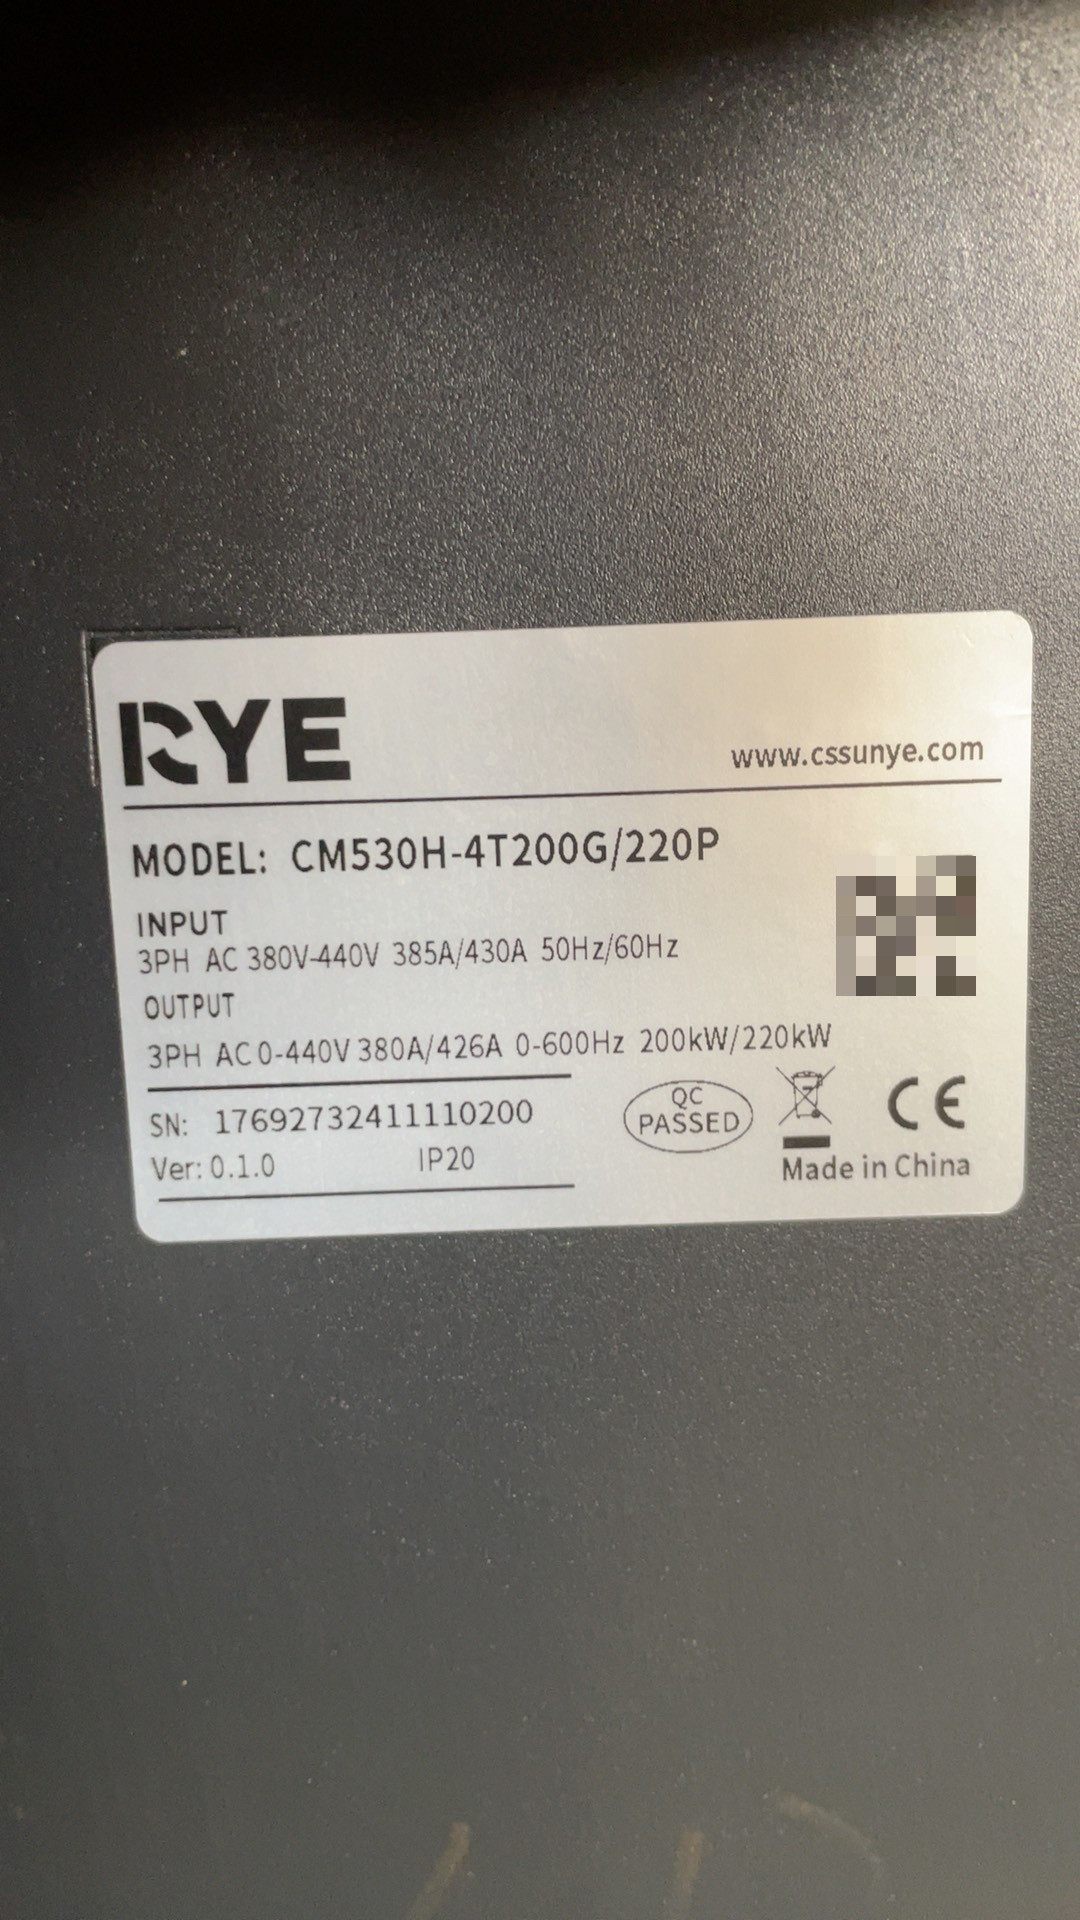 RYE
www.cssunye.com
MODEL: CM530H-4T200G/220P
INPUT
3PH AC 380V-440V 385A/430A 50Hz/60Hz
OUTPUT
3PH AC 0-440V 380A/426A 0-600Hz 200kW/220kW
SN: 17692732411110200
Ver: 0.1.0 IP20
QC
PASSED
CE
Made in China